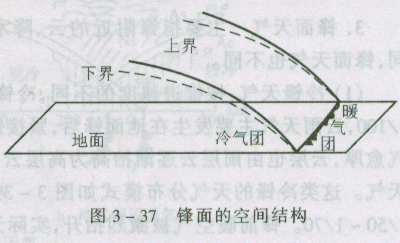 上界
下界
暖
气
团
地面
冷气团
图 3-37 锋面的空间结构